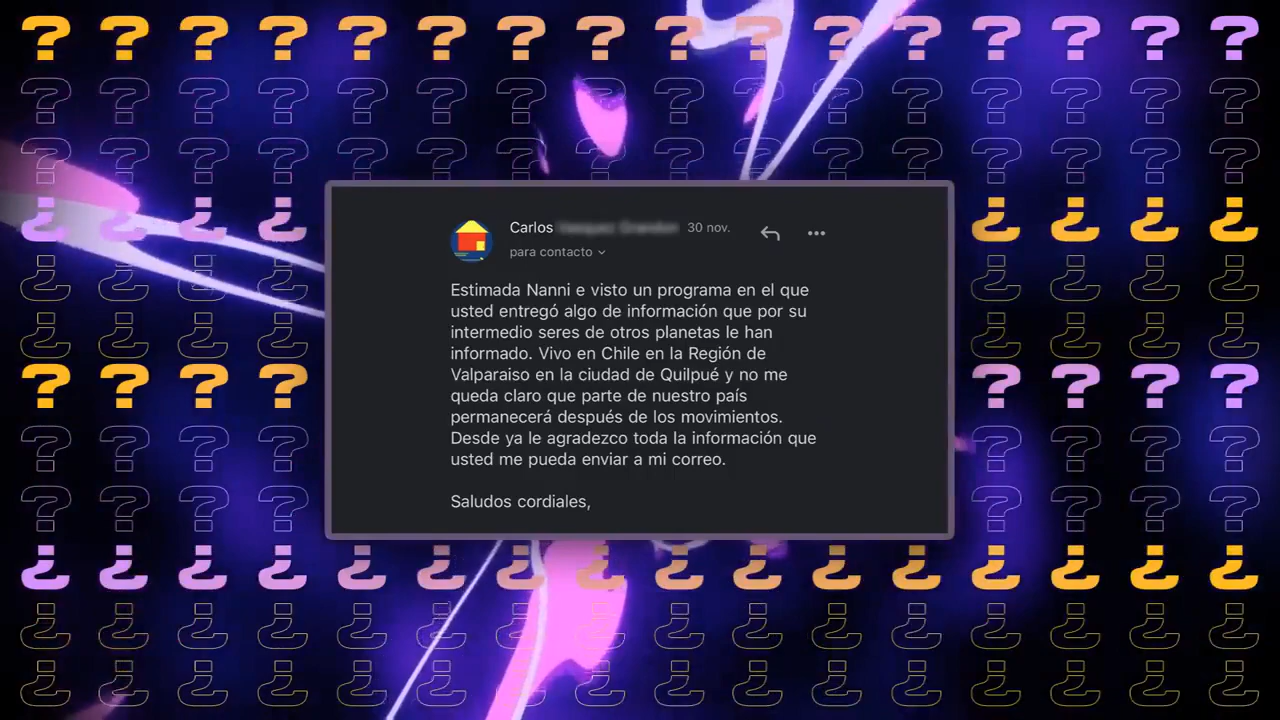 ? ? ? ? ? ? ? ? ? ? ? ? ? ? ? ?
? ? ? ? ? ? ? ? ? ? ? ? ? ? ? ?
? ? ? ? ? ? ? ? ? ? ? ? ? ? ? ?
¿ ¿ ¿ ¿ ¿ ¿ ¿ ¿
¿ ¿ ¿ ¿ ¿ ¿ ¿ ¿
¿ ¿ ¿ ¿ ¿ ¿ ¿ ¿
? ? ? ? ? ? ? ?
? ? ? ? ? ? ? ?
? ? ? ? ? ? ? ?
¿ ¿ ¿ ¿ ¿ ¿ ¿ ¿ ¿ ¿ ¿ ¿ ¿ ¿ ¿ ¿
¿ ¿ ¿ ¿ ¿ ¿ ¿ ¿ ¿ ¿ ¿ ¿ ¿ ¿ ¿ ¿
¿ ¿ ¿ ¿ ¿ ¿ ¿ ¿ ¿ ¿ ¿ ¿ ¿ ¿ ¿ ¿
Carlos 30 nov.
para contacto
Estimada Nanni e visto un programa en el que
usted entregó algo de información que por su
intermedio seres de otros planetas le han
informado. Vivo en Chile en la Región de
Valparaiso en la ciudad de Quilpué y no me
queda claro que parte de nuestro país
permanecerá después de los movimientos.
Desde ya le agradezco toda la información que
usted me pueda enviar a mi correo.
Saludos cordiales,